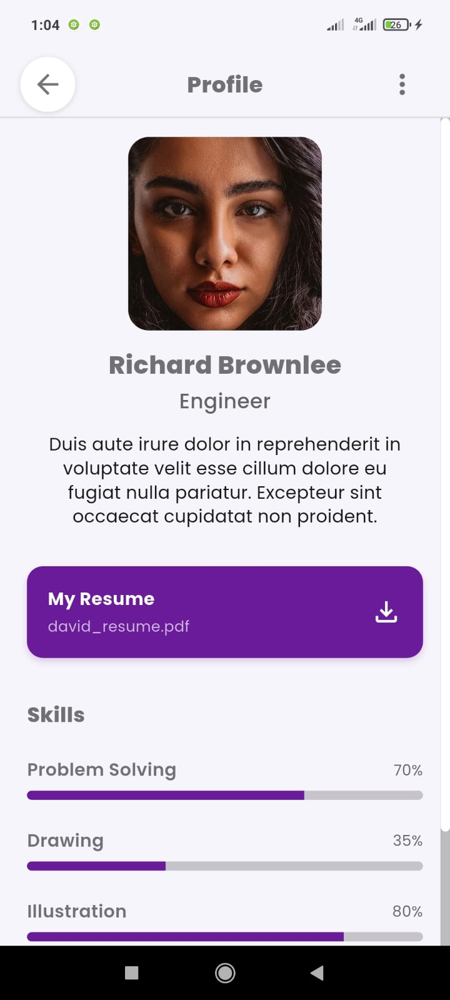 1:04
4G
26
Profile
Richard Brownlee
Engineer
Duis aute irure dolor in reprehenderit in
voluptate velit esse cillum dolore eu
fugiat nulla pariatur. Excepteur sint
occaecat cupidatat non proident.
My Resume
david_resume.pdf
Skills
Problem Solving 70%
Drawing 35%
Illustration 80%